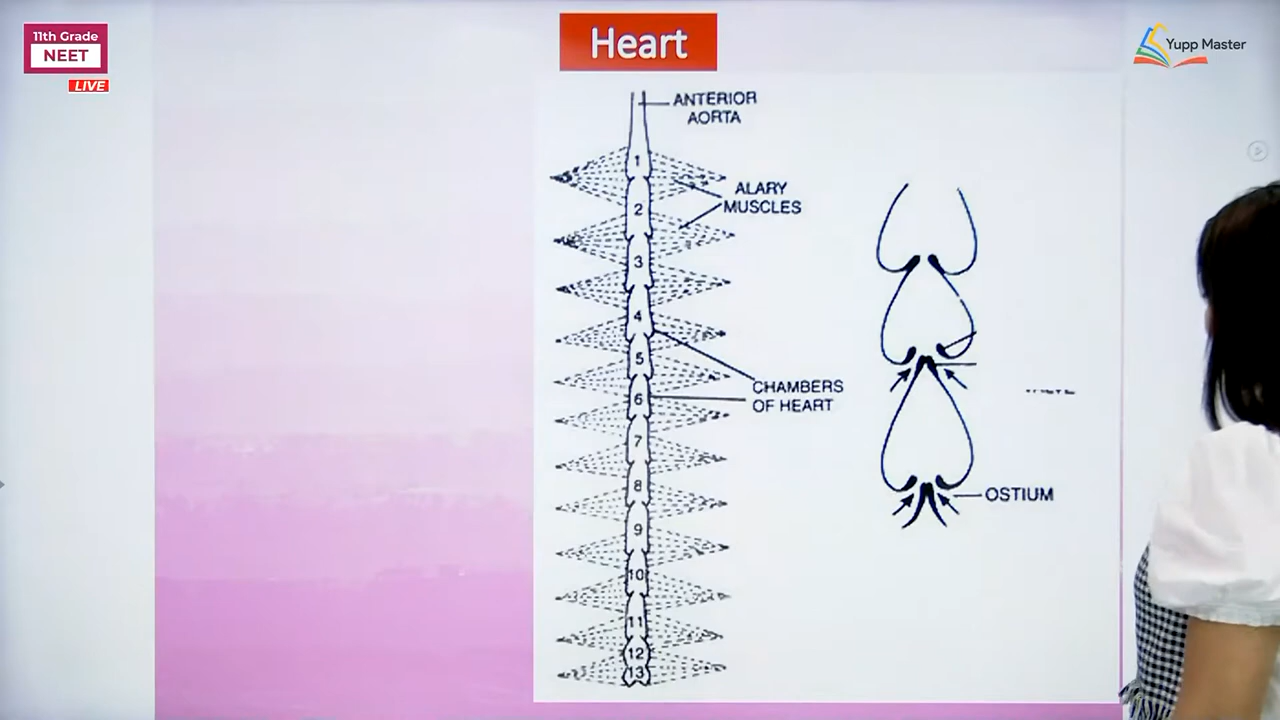 11th Grade
NEET
LIVE
Heart
Yupp Master
ANTERIOR
AORTA
1
ALARY
MUSCLES
2
3
4
5
CHAMBERS
OF HEART
6
7
8
OSTIUM
9
10
11
12
13